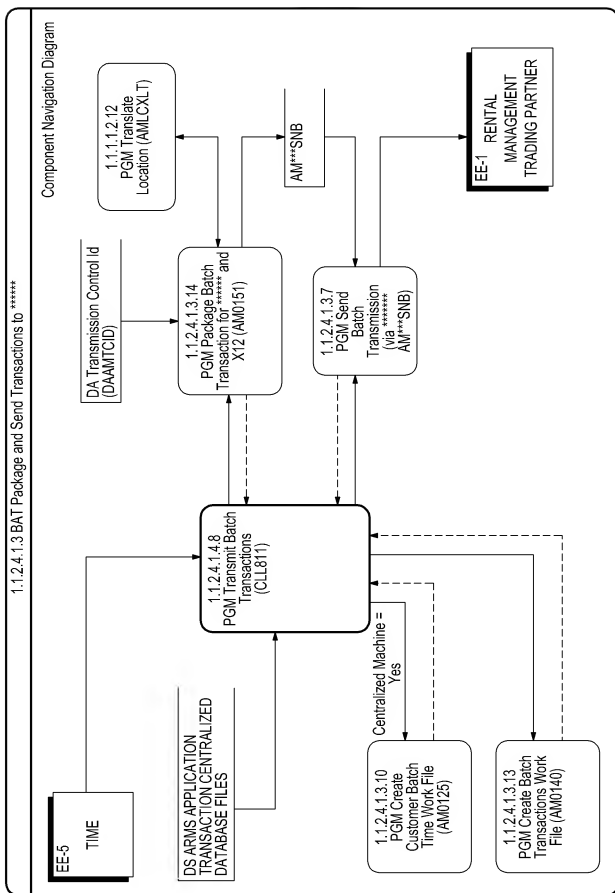 1.1.2.4.1.3 BAT Package and Send Transactions to ******
Component Navigation Diagram
EE-5
TIME
DA Transmission Control Id
(DAAMTCID)
1.1.1.1.2.12
PGM Translate
Location (AMLCXLT)
DS ARMS APPLICATION
TRANSACTION CENTRALIZED
DATABASE FILES
1.1.2.4.1.4.8
PGM Transmit Batch
Transactions
(CLL811)
1.1.2.4.1.3.14
PGM Package Batch
Transaction for ****** and
X12 (AM0151)
AM***SNB
Centralized Machine =
Yes
1.1.2.4.1.3.7
PGM Send
Batch
Transmission
(via *******
AM***SNB)
1.1.2.4.1.3.10
PGM Create
Customer Batch
Time Work File
(AM0125)
1.1.2.4.1.3.13
PGM Create Batch
Transactions Work
File (AM0140)
EE-1
RENTAL
MANAGEMENT
TRADING PARTNER